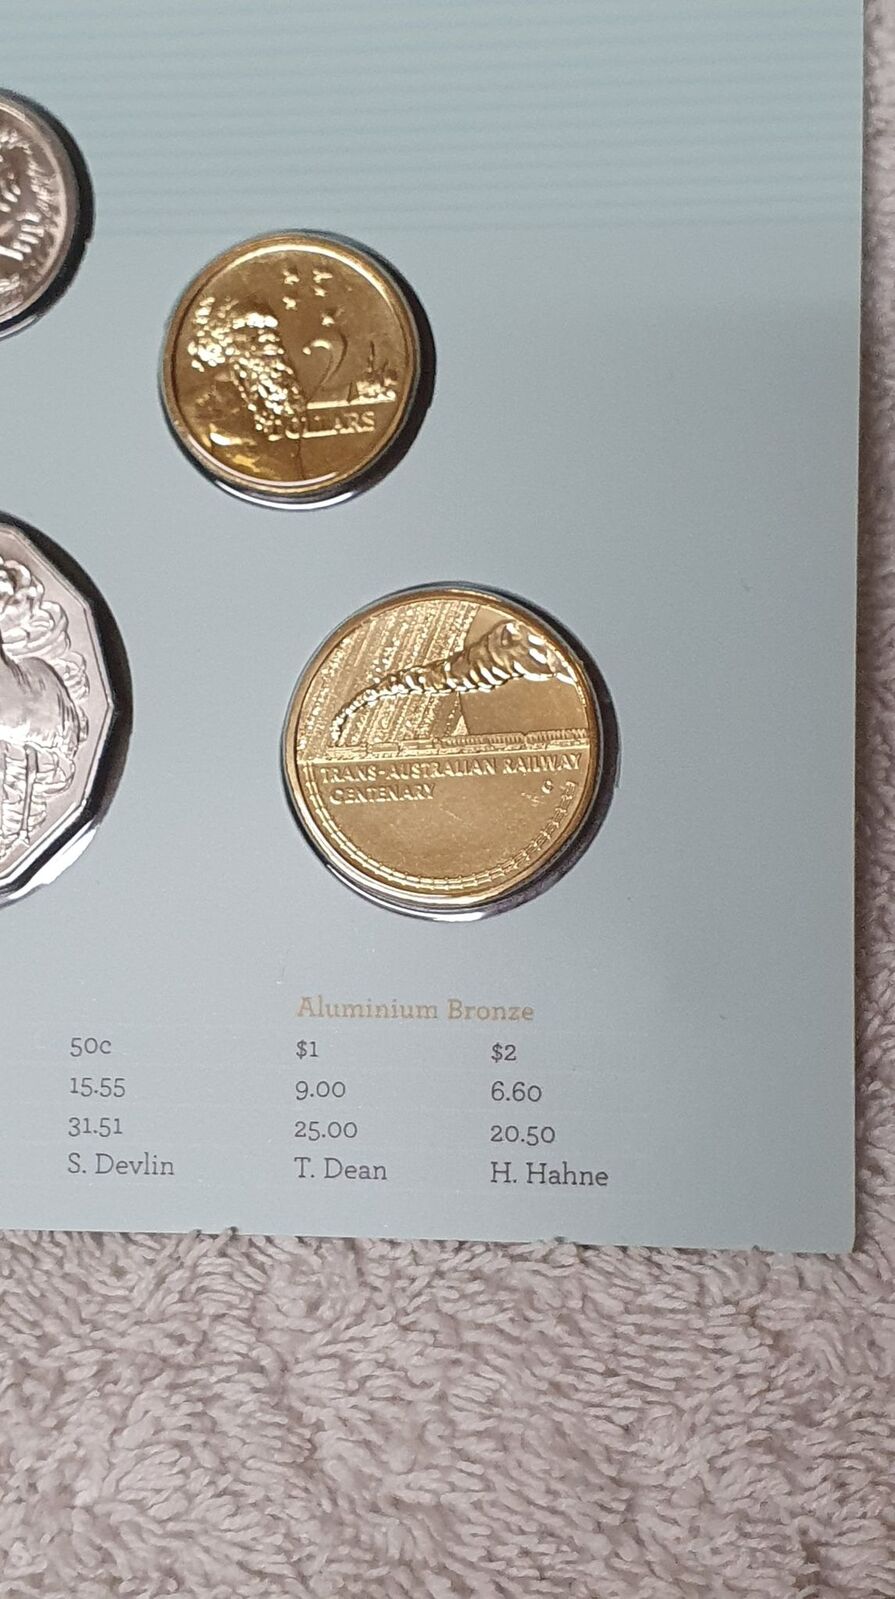 2
DOLLARS
TRANS-AUSTRALIAN RAILWAY
CENTENARY
Aluminium Bronze
50c $1 $2
15.55 9.00 6.60
31.51 25.00 20.50
S. Devlin T. Dean H. Hahne